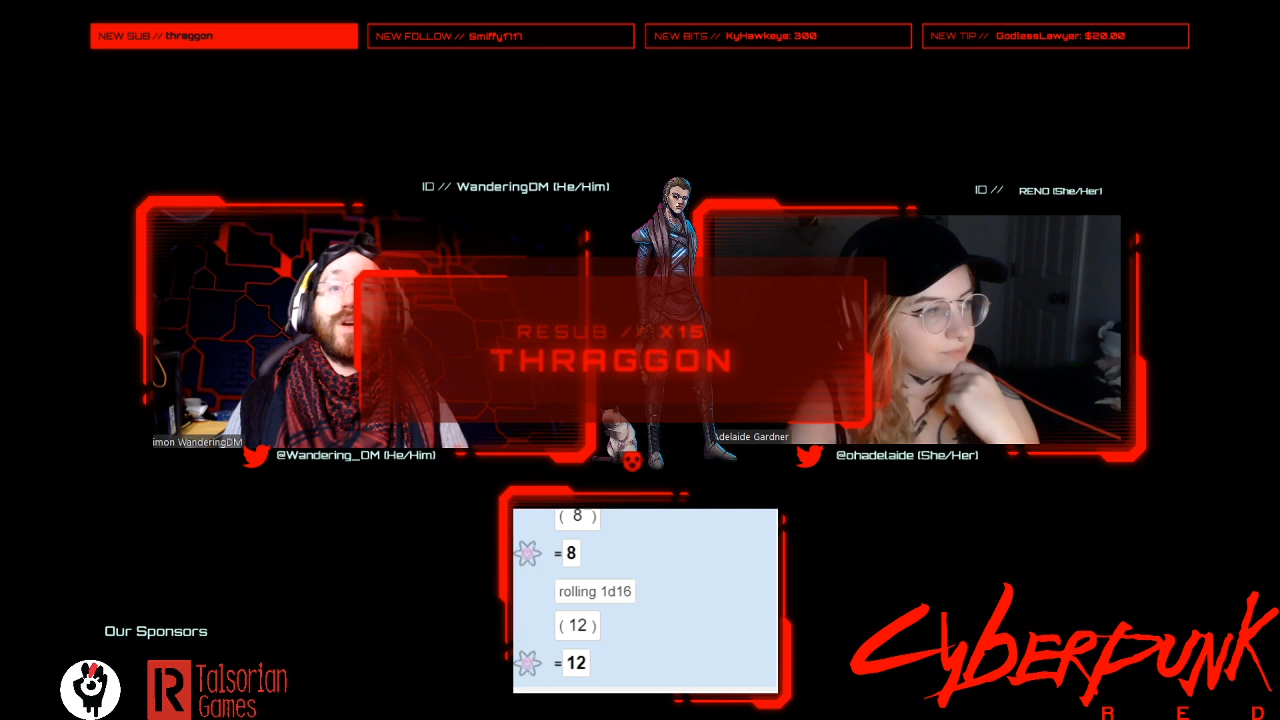 NEW SUB // thraggon
NEW FOLLOW // Smiffy1717
NEW BITS // KyHawkeye: 300
NEW TIP // GodlessLawyer: $20.00
ID // WanderingDM (He/Him)
ID // RENO (She/Her)
RESUB // X15
THRAGGON
imon WanderingDM
@Wandering_DM (He/Him)
Adelaide Gardner
@ohadelaide (She/Her)
( 8 )
=8
rolling 1d16
( 12 )
=12
Our Sponsors
R Talsorian
Games
CYBERPUNK
R E D